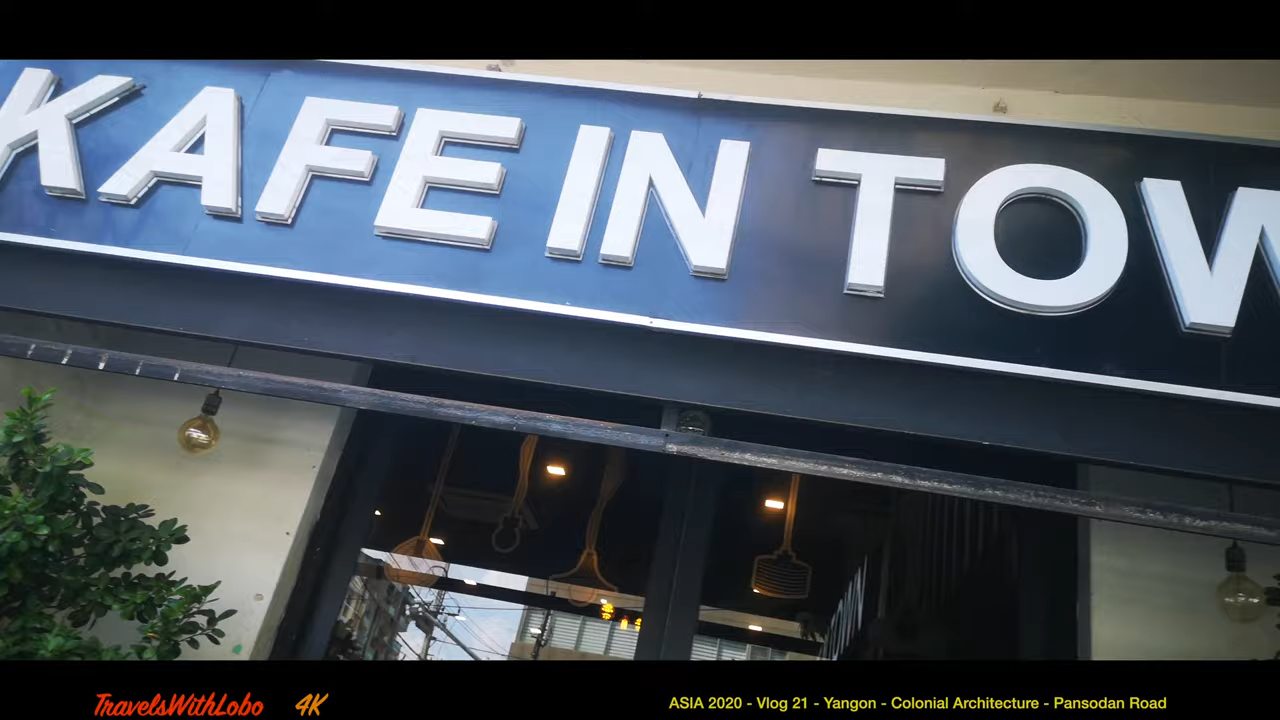 KAFE IN TOW
TravelsWithLobo 4K
ASIA 2020 - Vlog 21 - Yangon - Colonial Architecture - Pansodan Road